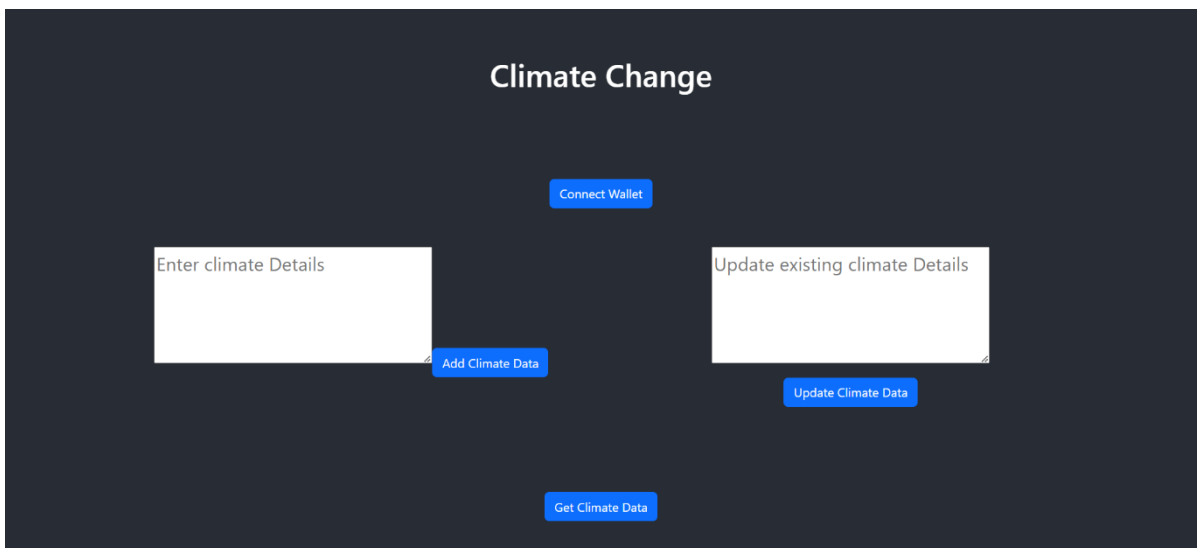 Climate Change
Connect Wallet
Enter climate Details
Add Climate Data
Update existing climate Details
Update Climate Data
Get Climate Data